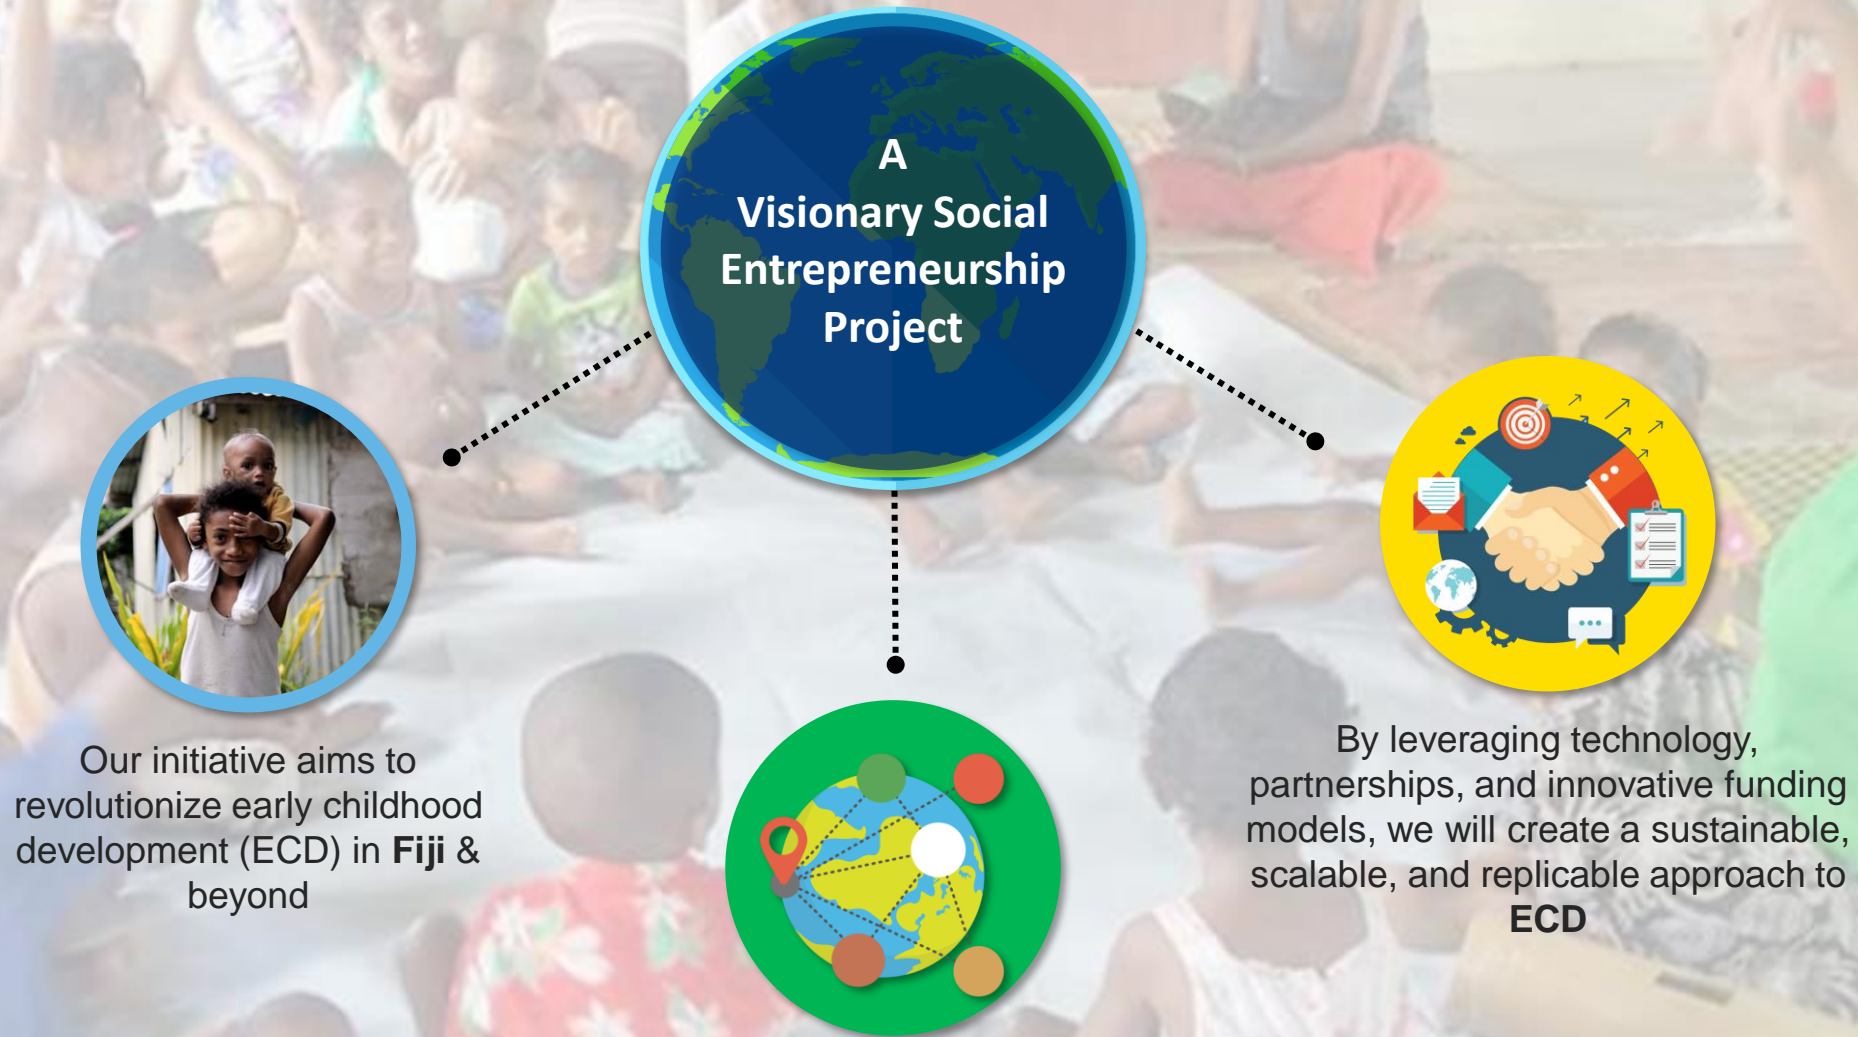 A
Visionary Social
Entrepreneurship
Project
Our initiative aims to
revolutionize early childhood
development (ECD) in Fiji &
beyond
By leveraging technology,
partnerships, and innovative funding
models, we will create a sustainable,
scalable, and replicable approach to
ECD